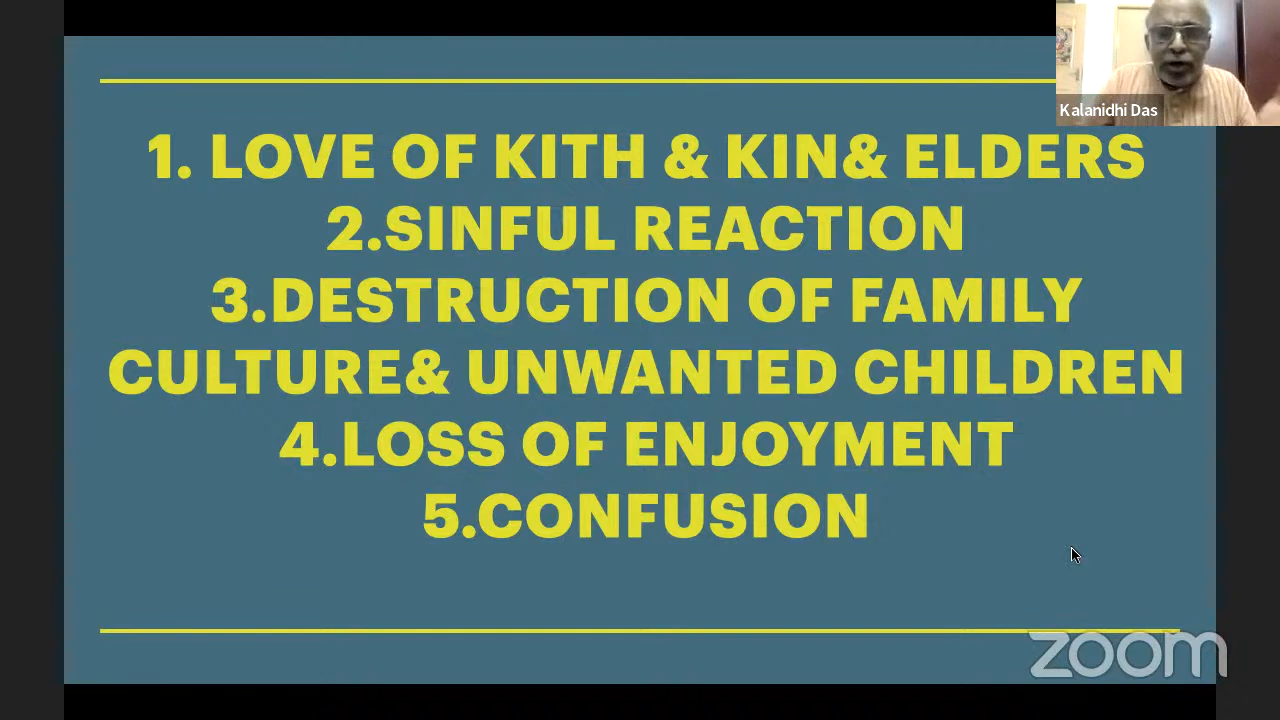 Kalanidhi Das
1. LOVE OF KITH & KIN& ELDERS
2.SINFUL REACTION
3.DESTRUCTION OF FAMILY
CULTURE& UNWANTED CHILDREN
4.LOSS OF ENJOYMENT
5.CONFUSION
zoom